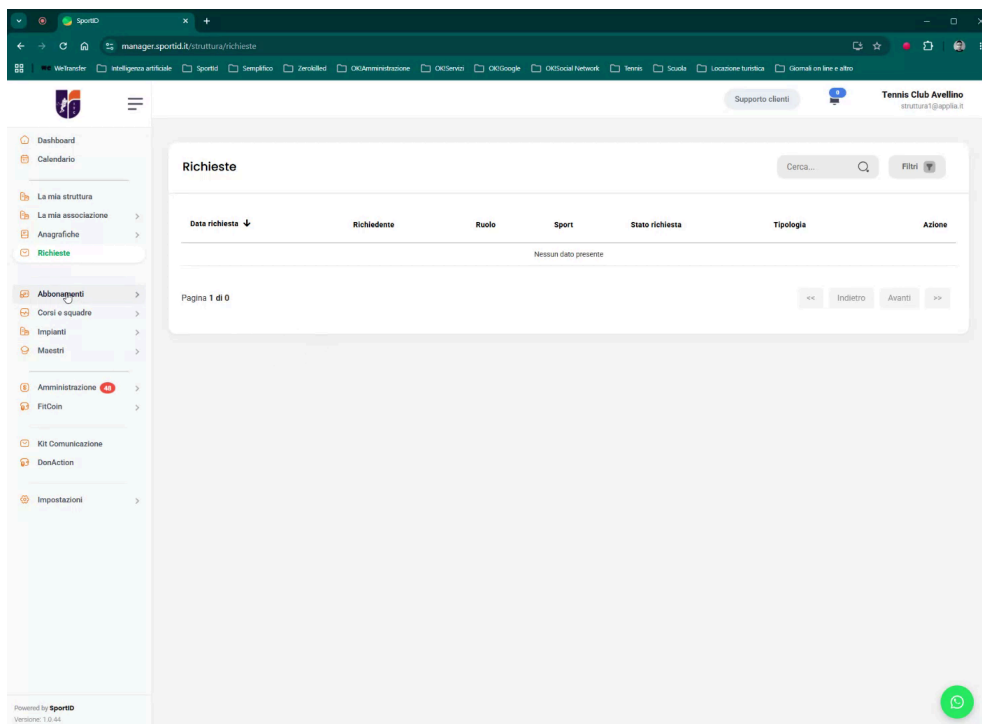 SportID
manager.sportid.it/struttura/richieste
WeTransfer Intelligenza artificiale SportId Semplifico Zerokilled OK!Amministrazione OK!Servizi OK!Google OK!Social Network Tennis Scuola Locazione turistica Giornali on line e altro
Supporto clienti
0
Tennis Club Avellino
struttura1@applia.it
Dashboard
Calendario
La mia struttura
La mia associazione
Anagrafiche
Richieste
Abbonamenti
Corsi e squadre
Impianti
Maestri
Amministrazione 48
FitCoin
Kit Comunicazione
DonAction
Impostazioni
Powered by SportID
Versione: 1.0.44
Richieste
Cerca...
Filtri
Data richiesta Richiedente Ruolo Sport Stato richiesta Tipologia Azione
Nessun dato presente
Pagina 1 di 0
<< Indietro Avanti >>